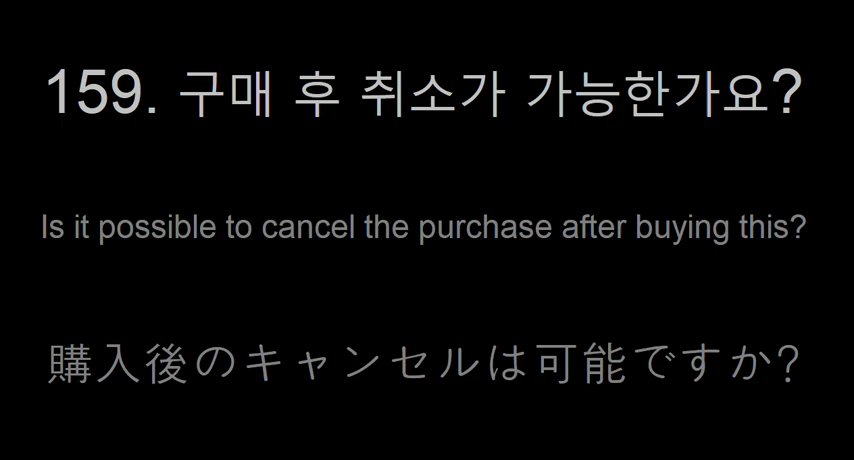 159. 구매 후 취소가 가능한가요?
Is it possible to cancel the purchase after buying this?
購入後のキャンセルは可能ですか?